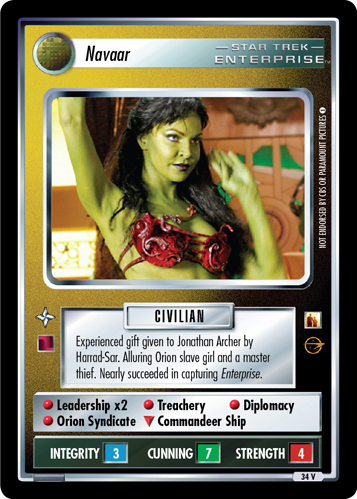 Navaar
STAR TREK
ENTERPRISE™
NOT ENDORSED BY CBS OR PARAMOUNT PICTURES
CIVILIAN
Experienced gift given to Jonathan Archer by
Harrad-Sar. Alluring Orion slave girl and a master
thief. Nearly succeeded in capturing Enterprise.
Leadership x2 Treachery Diplomacy
Orion Syndicate Commandeer Ship
INTEGRITY 3 CUNNING 7 STRENGTH 4
34 V